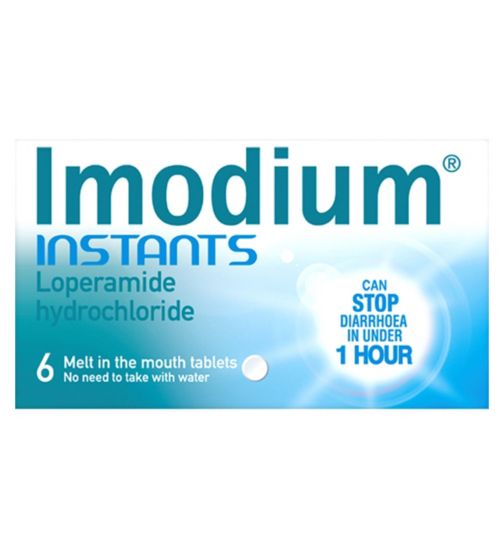 Imodium®
INSTANTS
Loperamide
hydrochloride
CAN
STOP
DIARRHOEA
IN UNDER
1 HOUR
6 Melt in the mouth tablets
No need to take with water